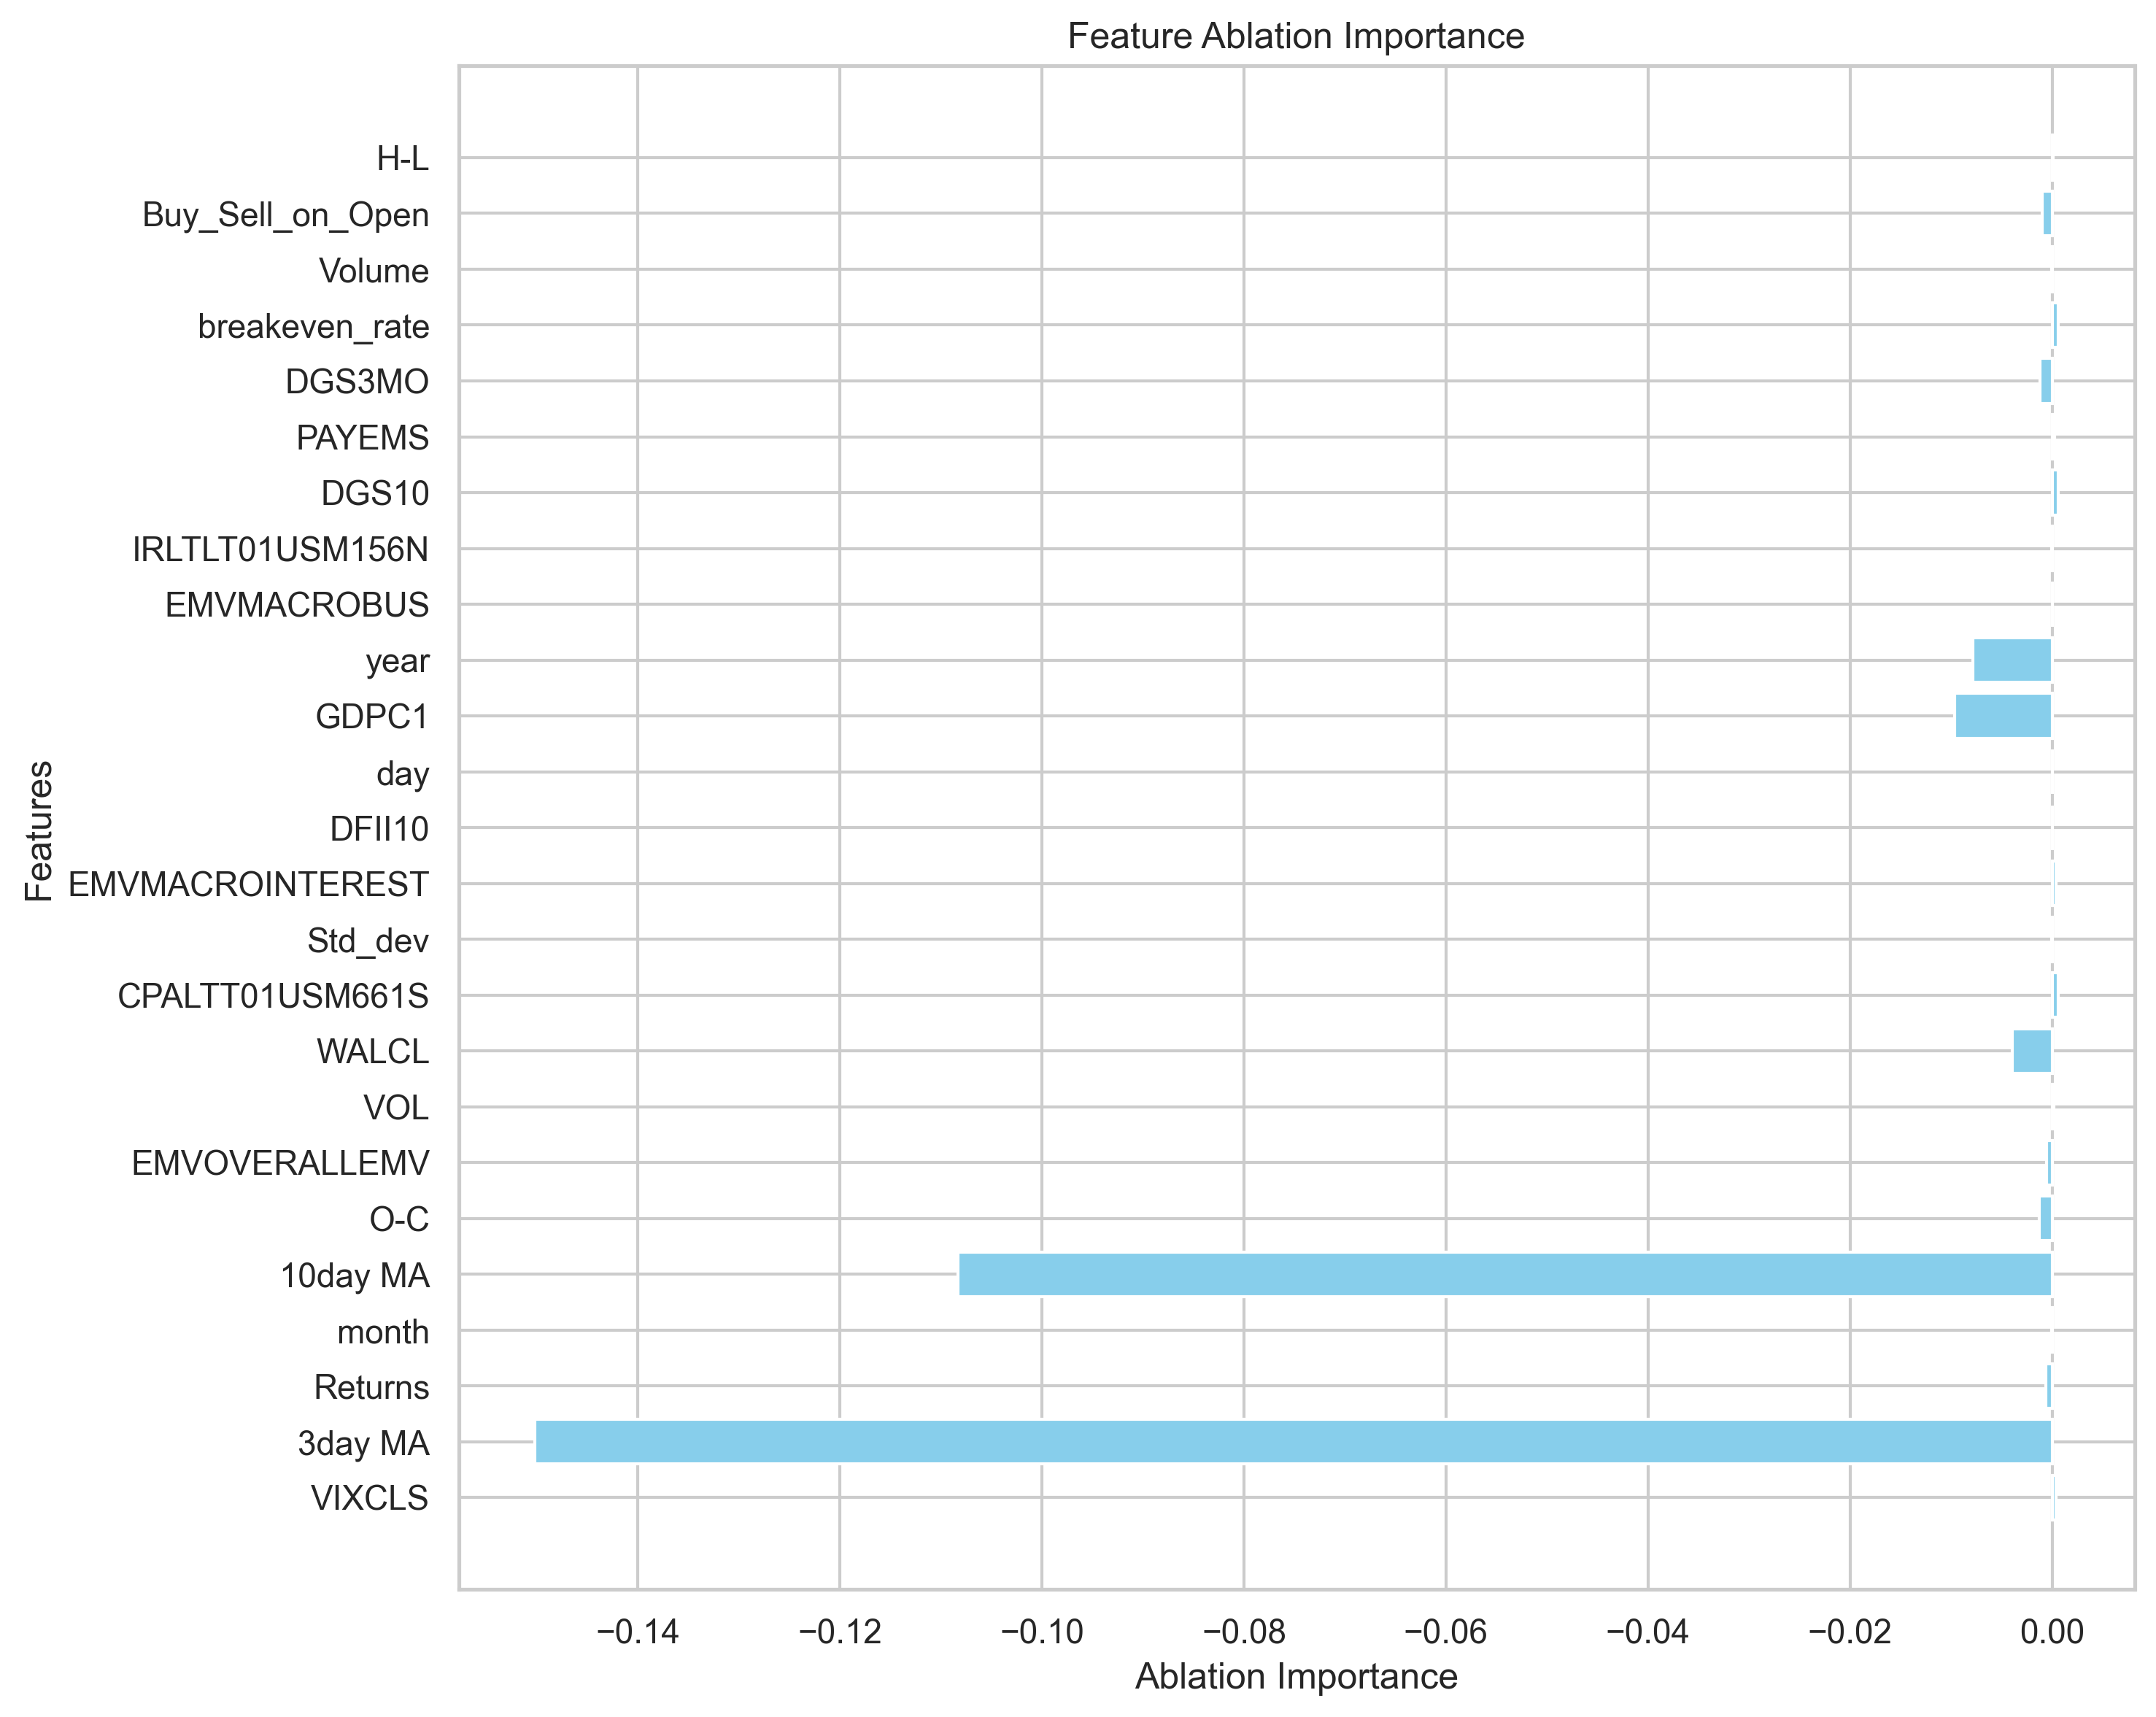 Feature Ablation Importance
H-L
Buy_Sell_on_Open
Volume
breakeven_rate
DGS3MO
PAYEMS
DGS10
IRLTLT01USM156N
EMVMACROBUS
year
GDPC1
day
DFII10
EMVMACROINTEREST
Std_dev
CPALTT01USM661S
WALCL
VOL
EMVOVERALLEMV
O-C
10day MA
month
Returns
3day MA
VIXCLS
Features
−0.14 −0.12 −0.10 −0.08 −0.06 −0.04 −0.02 0.00
Ablation Importance